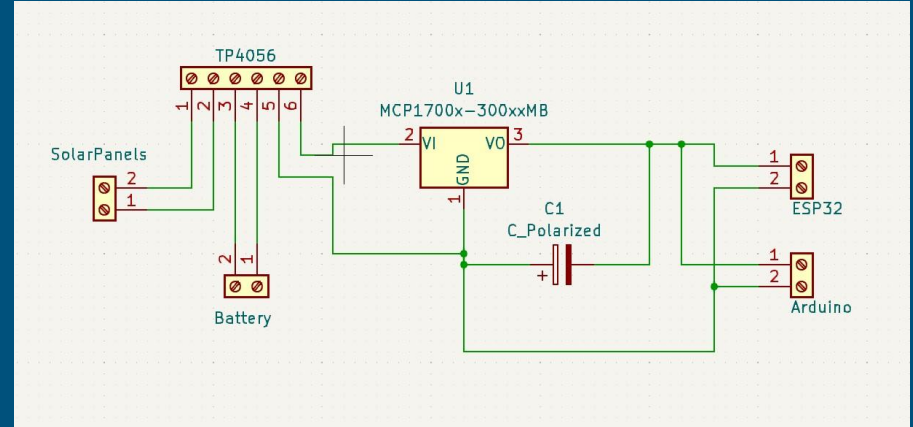 TP4056
1 2 3 4 5 6
U1
MCP1700x-300xxMB
2 VI VO 3
GND
1
SolarPanels
2
1
1
2
ESP32
C1
C_Polarized
+
2 1
Battery
1
2
Arduino